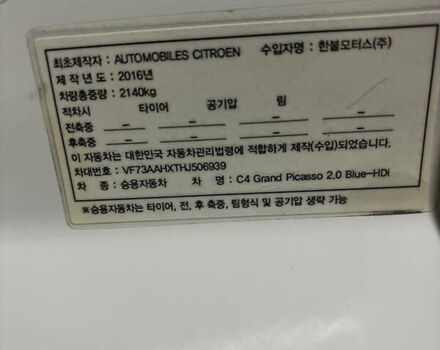 최초제작자 : AUTOMOBILES CITROEN 수입자명 : 한불모터스(주)
제 작 년 도 : 2016년
차량총중량 : 2140kg
적차시 타이어 공기압 림
전축중 – – – –
후축중 – – – –
이 자동차는 대한민국 자동차관리법령에 적합하게 제작(수입)되었습니다.
차대번호 : VF73AAHXTHJ506939
차 종 : 승용자동차 차 명 : C4 Grand Picasso 2.0 Blue-HDi
※승용자동차는 타이어, 전, 후 축중, 림형식 및 공기압 생략 가능